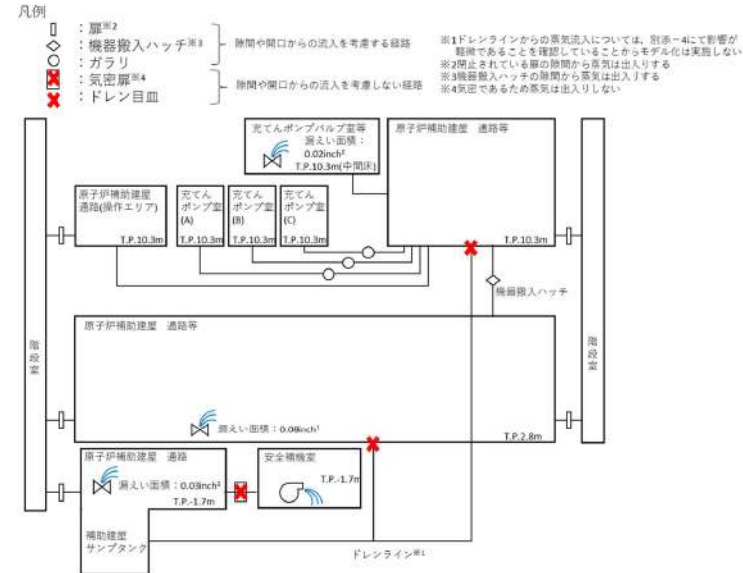 凡例
：扉※2
：機器搬入ハッチ※3
：ガラリ
：気密扉※4
：ドレン目皿
隙間や開口からの流入を考慮する経路
隙間や開口からの流入を考慮しない経路
※1ドレンラインからの蒸気流入については、別添－4にて影響が
軽微であることを確認していることからモデル化は実施しない
※2閉止されている扉の隙間から蒸気は出入りする
※3機器搬入ハッチの隙間から蒸気は出入りする
※4気密であるため蒸気は出入りしない
充てんポンプバルブ室等
漏えい面積：
0.02inch²
T.P.10.3m(中間床)
原子炉補助建屋　通路等
T.P.10.3m
原子炉補助建屋
通路(操作エリア)
T.P.10.3m
充てん
ポンプ室
(A)
T.P.10.3m
充てん
ポンプ室
(B)
T.P.10.3m
充てん
ポンプ室
(C)
T.P.10.3m
機器搬入ハッチ
階段室
階段室
原子炉補助建屋　通路等
漏えい面積：0.08inch²
T.P.2.8m
原子炉補助建屋　通路
漏えい面積：0.03inch²
T.P.-1.7m
安全補機室
T.P.-1.7m
補助建屋
サンプタンク
ドレンライン※1